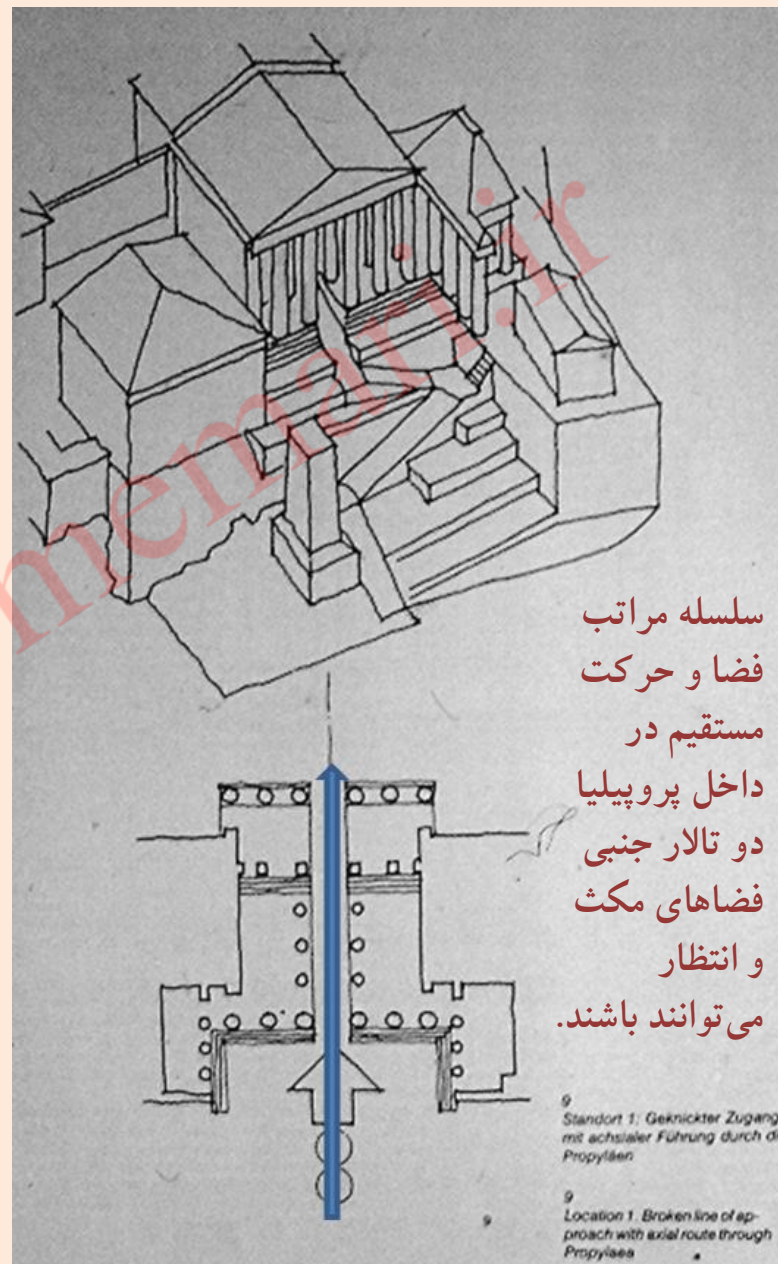 memari.ir
سلسله مراتب
فضا و حرکت
مستقیم در
داخل پروپیلیا
دو تالار جنبی
فضاهای مکث
و انتظار
می‌توانند باشند.
9
Standort 1: Geknickter Zugang
mit achsialer Führung durch di
Propyläen
9
Location 1. Broken line of ap-
proach with axial route through
Propylaea
9